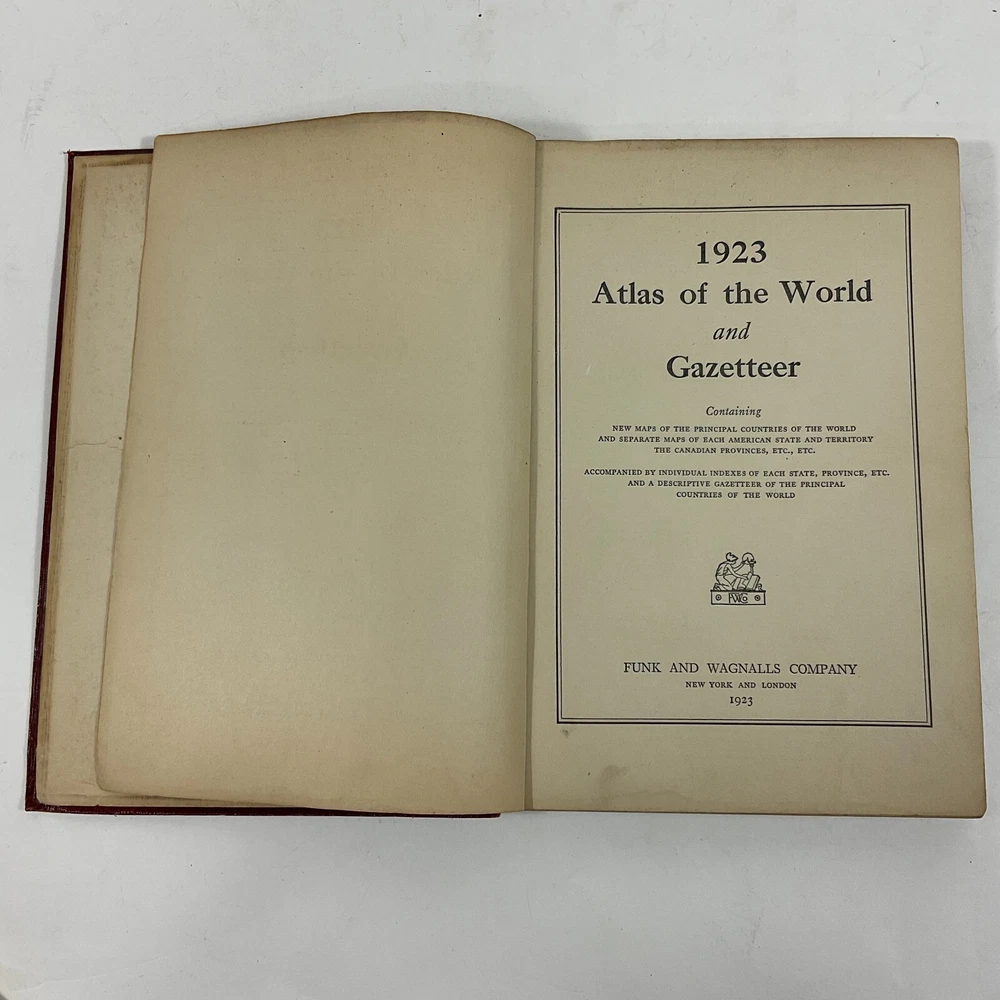 1923
Atlas of the World
and
Gazetteer
Containing
NEW MAPS OF THE PRINCIPAL COUNTRIES OF THE WORLD
AND SEPARATE MAPS OF EACH AMERICAN STATE AND TERRITORY
THE CANADIAN PROVINCES, ETC., ETC.
ACCOMPANIED BY INDIVIDUAL INDEXES OF EACH STATE, PROVINCE, ETC.
AND A DESCRIPTIVE GAZETTEER OF THE PRINCIPAL
COUNTRIES OF THE WORLD
FWCo
FUNK AND WAGNALLS COMPANY
NEW YORK AND LONDON
1923